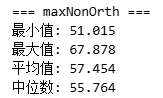 === maxNonOrth ===
最小值: 51.015
最大值: 67.878
平均值: 57.454
中位数: 55.764